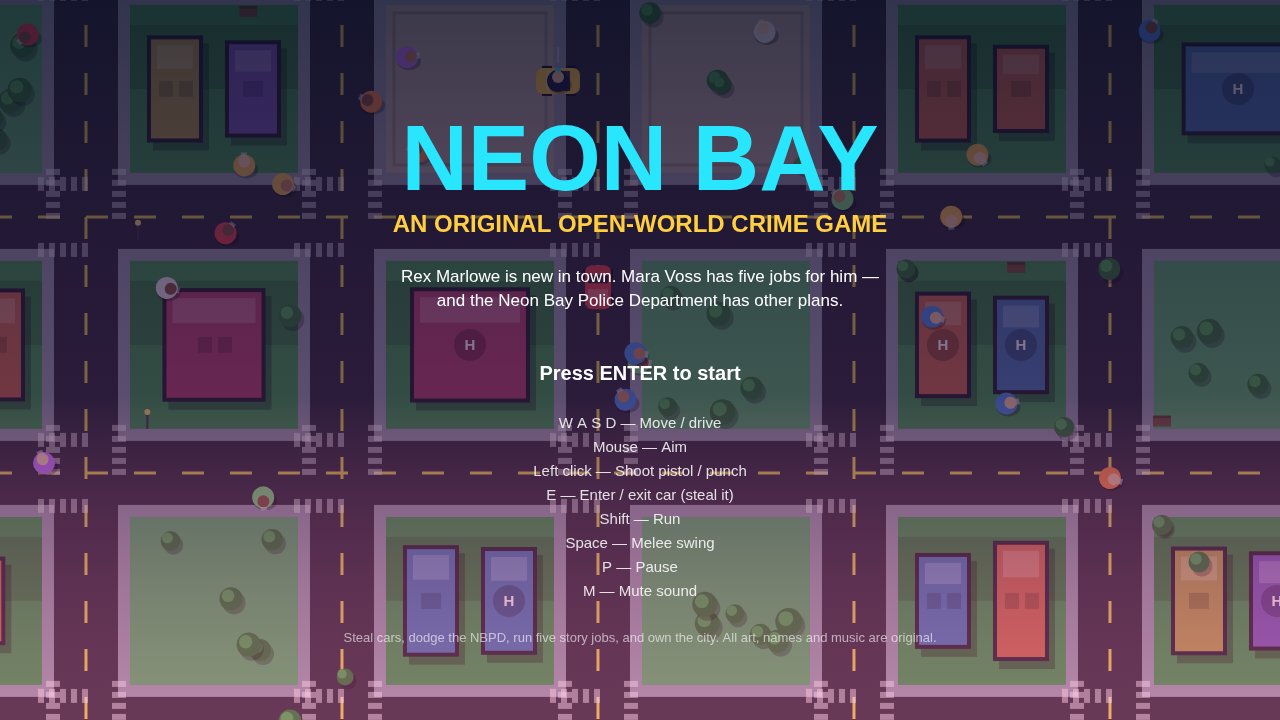 NEON BAY
AN ORIGINAL OPEN-WORLD CRIME GAME
Rex Marlowe is new in town. Mara Voss has five jobs for him —
and the Neon Bay Police Department has other plans.
H
H
H
H
H
Press ENTER to start
W A S D — Move / drive
Mouse — Aim
Left click — Shoot pistol / punch
E — Enter / exit car (steal it)
Shift — Run
Space — Melee swing
P — Pause
M — Mute sound
H
H
Steal cars, dodge the NBPD, run five story jobs, and own the city. All art, names and music are original.